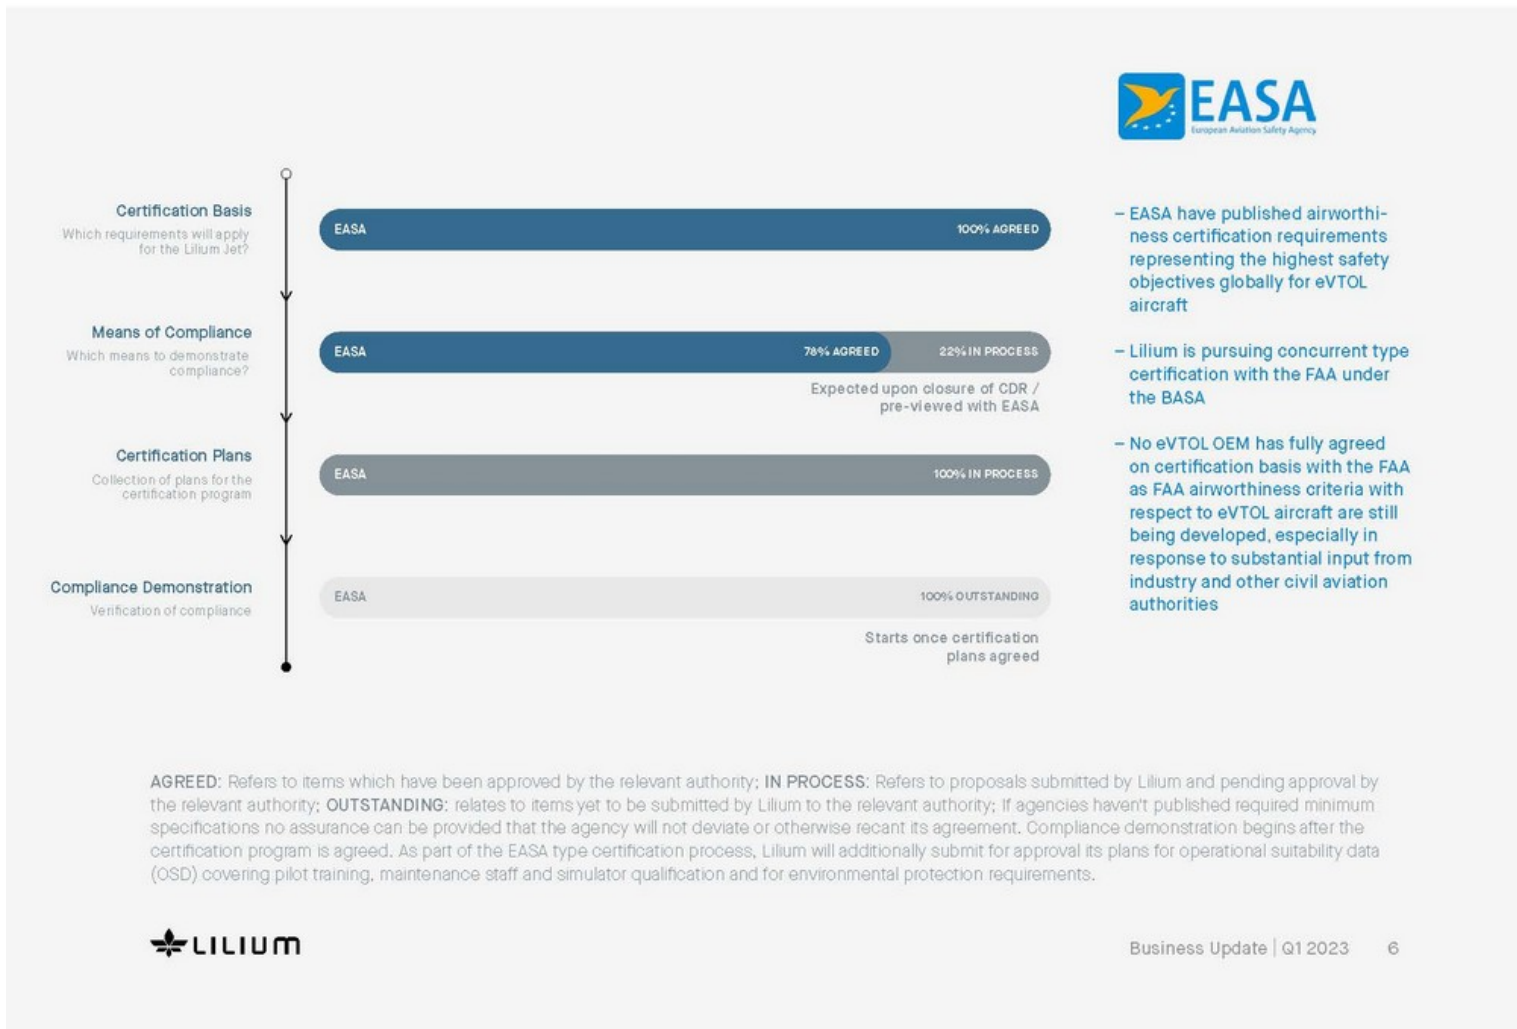 EASA
European Aviation Safety Agency
Certification Basis
Which requirements will apply
for the Lilium Jet?
EASA
100% AGREED
Means of Compliance
Which means to demonstrate
compliance?
EASA
78% AGREED
22% IN PROCESS
Expected upon closure of CDR /
pre-viewed with EASA
Certification Plans
Collection of plans for the
certification program
EASA
100% IN PROCESS
Compliance Demonstration
Verification of compliance
EASA
100% OUTSTANDING
Starts once certification
plans agreed
– EASA have published airworthi-
ness certification requirements
representing the highest safety
objectives globally for eVTOL
aircraft
– Lilium is pursuing concurrent type
certification with the FAA under
the BASA
– No eVTOL OEM has fully agreed
on certification basis with the FAA
as FAA airworthiness criteria with
respect to eVTOL aircraft are still
being developed, especially in
response to substantial input from
industry and other civil aviation
authorities
AGREED: Refers to items which have been approved by the relevant authority; IN PROCESS: Refers to proposals submitted by Lilium and pending approval by
the relevant authority; OUTSTANDING: relates to items yet to be submitted by Lilium to the relevant authority; If agencies haven't published required minimum
specifications no assurance can be provided that the agency will not deviate or otherwise recant its agreement. Compliance demonstration begins after the
certification program is agreed. As part of the EASA type certification process, Lilium will additionally submit for approval its plans for operational suitability data
(OSD) covering pilot training, maintenance staff and simulator qualification and for environmental protection requirements.
LILIUM
Business Update | Q1 2023 6